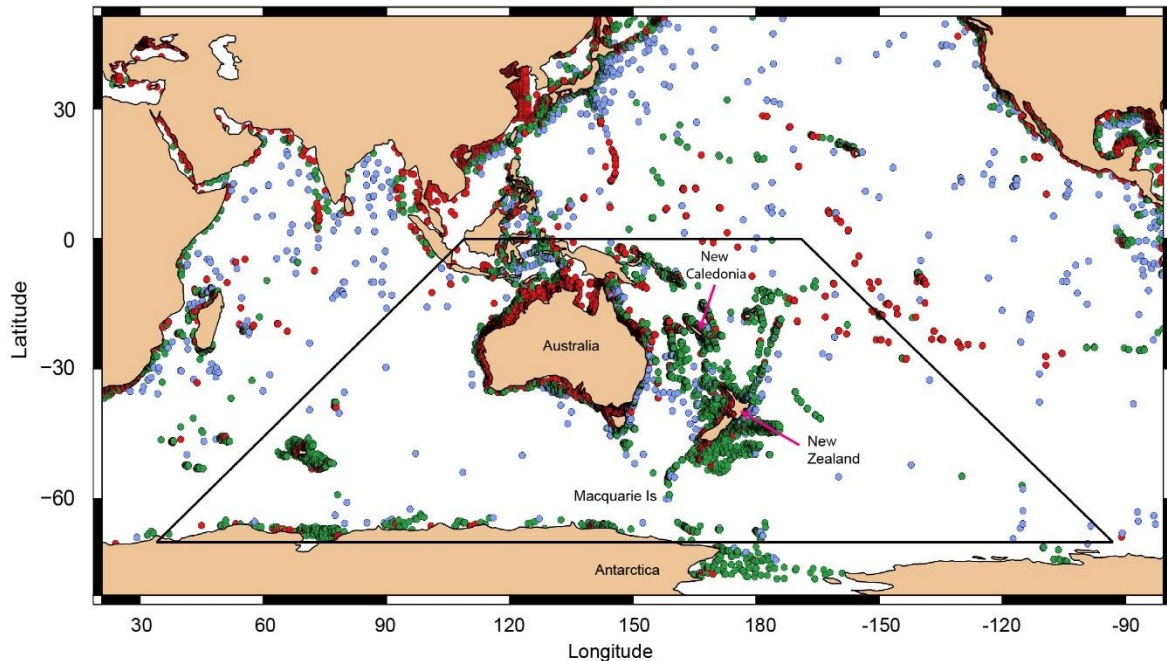 30
0
−30
−60
Latitude
New
Caledonia
Australia
New
Zealand
Macquarie Is
Antarctica
30
60
90
120
150
180
-150
-120
-90
Longitude